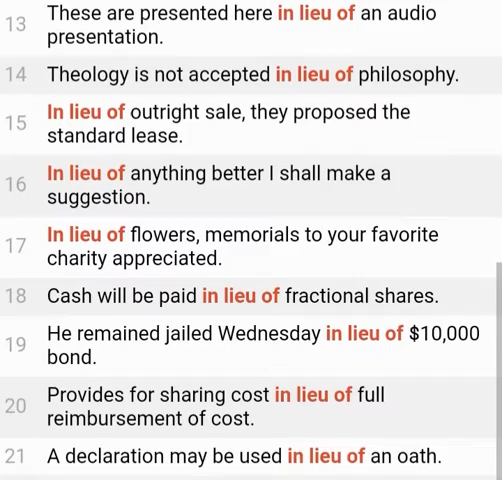 13 These are presented here in lieu of an audio
presentation.
14 Theology is not accepted in lieu of philosophy.
15 In lieu of outright sale, they proposed the
standard lease.
16 In lieu of anything better I shall make a
suggestion.
17 In lieu of flowers, memorials to your favorite
charity appreciated.
18 Cash will be paid in lieu of fractional shares.
19 He remained jailed Wednesday in lieu of $10,000
bond.
20 Provides for sharing cost in lieu of full
reimbursement of cost.
21 A declaration may be used in lieu of an oath.